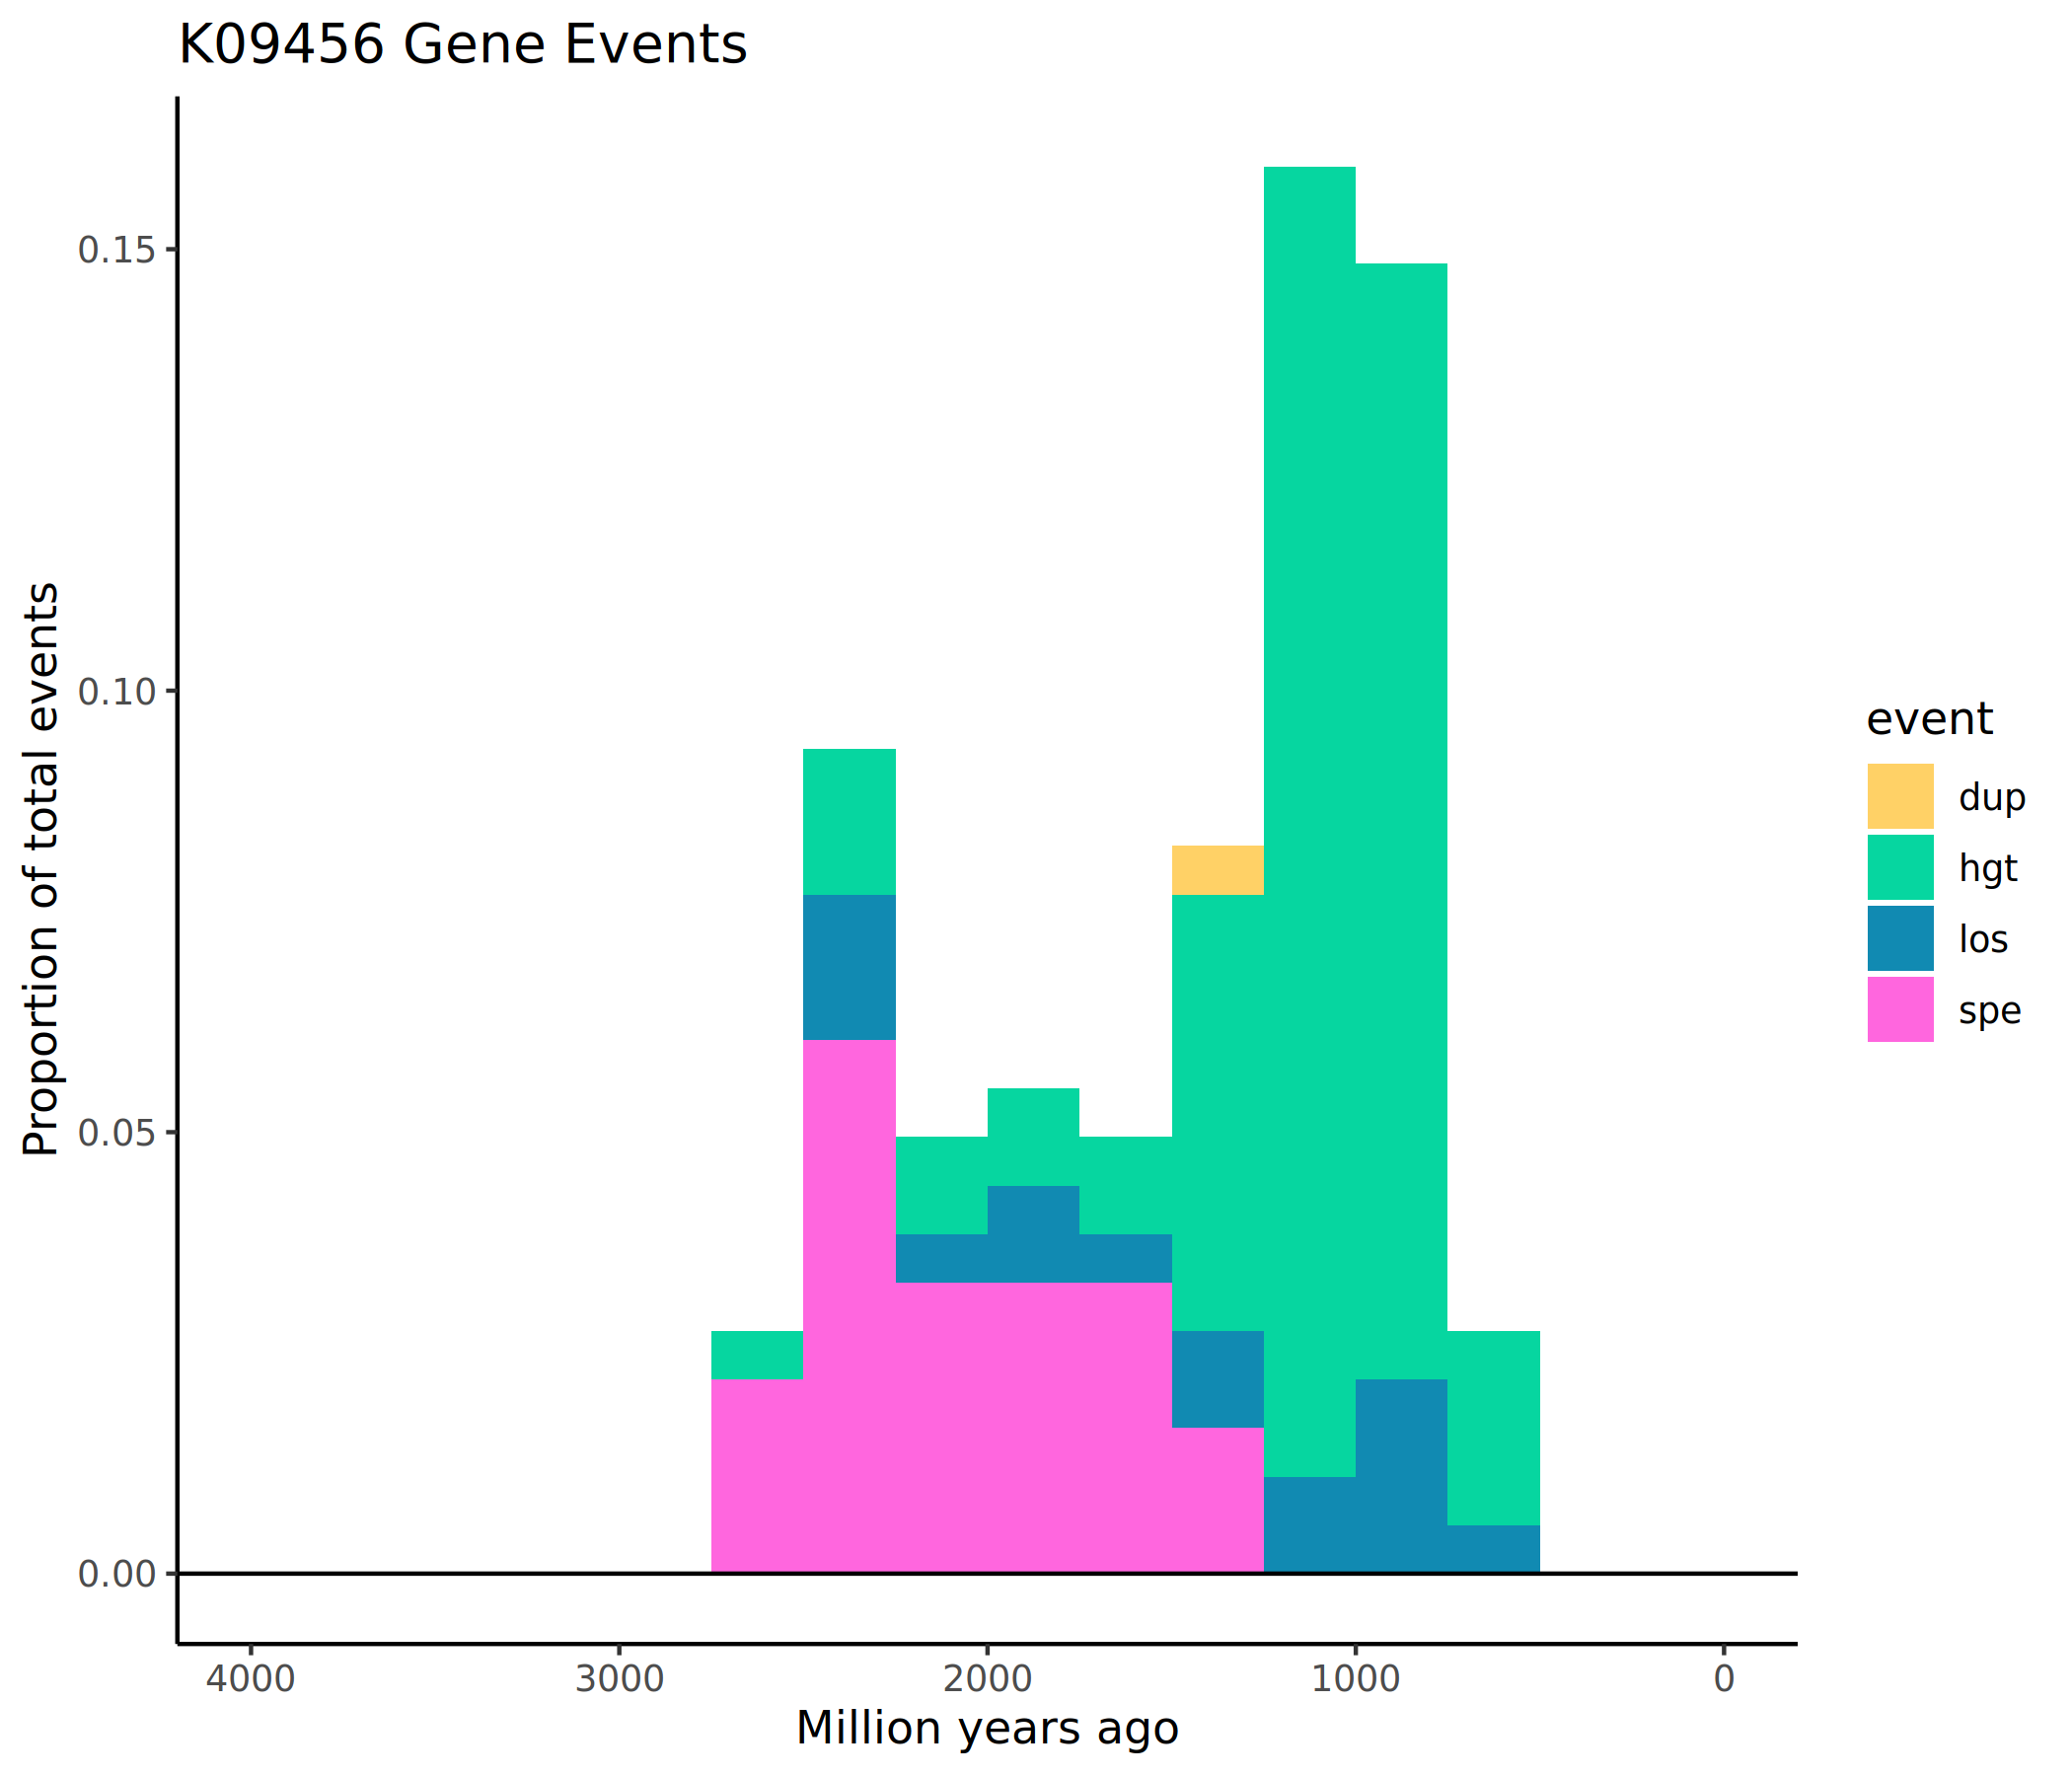 K09456 Gene Events
Proportion of total events
0.15
0.10
0.05
0.00
4000 3000 2000 1000 0
Million years ago
event
dup
hgt
los
spe